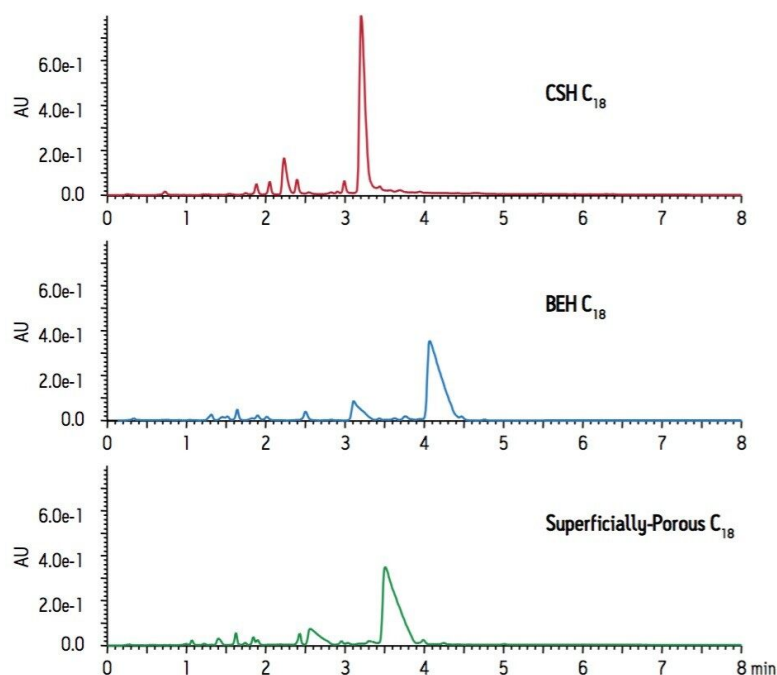 6.0e-1
CSH C18
AU
4.0e-1
2.0e-1
0.0
0 1 2 3 4 5 6 7 8
6.0e-1
BEH C18
AU
4.0e-1
2.0e-1
0.0
0 1 2 3 4 5 6 7 8
6.0e-1
Superficially-Porous C18
AU
4.0e-1
2.0e-1
0.0
0 1 2 3 4 5 6 7 8 min